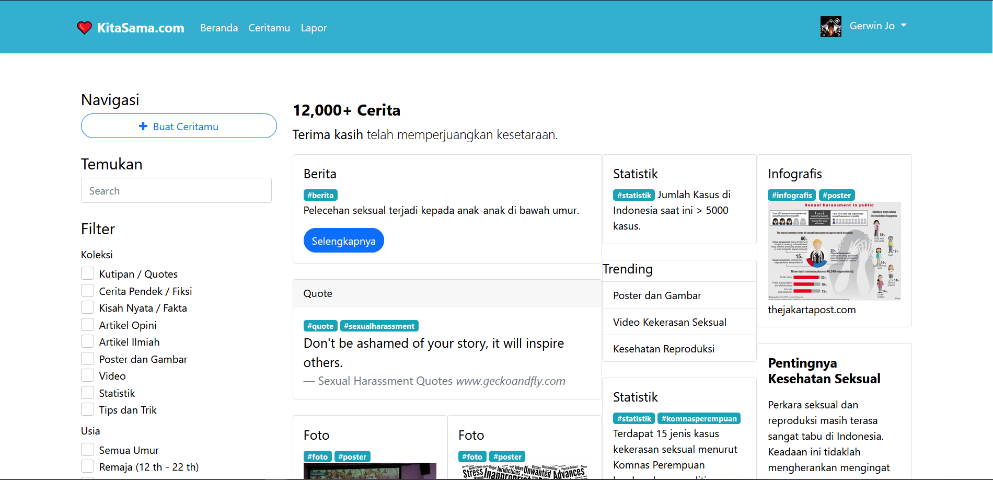 KitaSama.com Beranda Ceritamu Lapor Gerwin Jo
Navigasi
+ Buat Ceritamu
Temukan
Search
Filter
Koleksi
Kutipan / Quotes
Cerita Pendek / Fiksi
Kisah Nyata / Fakta
Artikel Opini
Artikel Ilmiah
Poster dan Gambar
Video
Statistik
Tips dan Trik
Usia
Semua Umur
Remaja (12 th - 22 th)
12,000+ Cerita
Terima kasih telah memperjuangkan kesetaraan.
Berita
#berita
Pelecehan seksual terjadi kepada anak-anak di bawah umur.
Selengkapnya
Quote
#quote #sexualharassment
Don't be ashamed of your story, it will inspire
others.
— Sexual Harassment Quotes www.geckoandfly.com
Foto
#foto #poster
Foto
#foto #poster
Stress Unwanted Advances
Statistik
#statistik Jumlah Kasus di
Indonesia saat ini > 5000
kasus.
Trending
Poster dan Gambar
Video Kekerasan Seksual
Kesehatan Reproduksi
Statistik
#statistik #komnasperempuan
Terdapat 15 jenis kasus
kekerasan seksual menurut
Komnas Perempuan
Infografis
#infografis #poster
Sexual harassment in public
thejakartapost.com
Pentingnya
Kesehatan Seksual
Perkara seksual dan
reproduksi masih terasa
sangat tabu di Indonesia.
Keadaan ini tidaklah
mengherankan mengingat